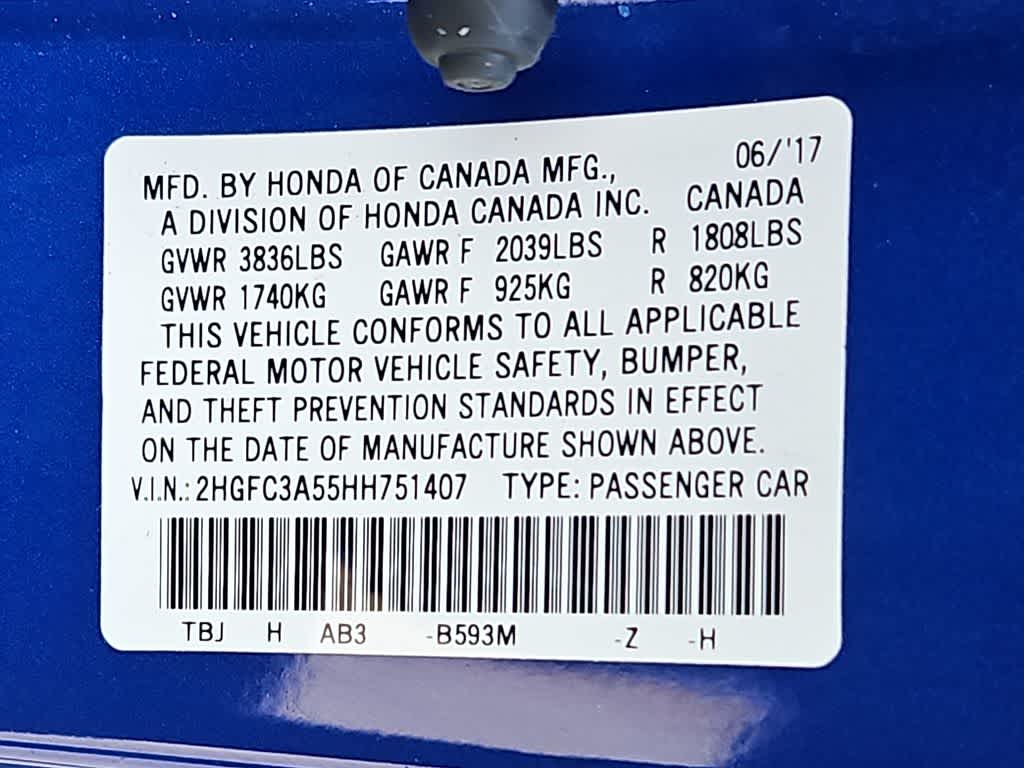 06/'17
MFD. BY HONDA OF CANADA MFG.,
A DIVISION OF HONDA CANADA INC. CANADA
GVWR 3836LBS GAWR F 2039LBS R 1808LBS
GVWR 1740KG GAWR F 925KG R 820KG
THIS VEHICLE CONFORMS TO ALL APPLICABLE
FEDERAL MOTOR VEHICLE SAFETY, BUMPER,
AND THEFT PREVENTION STANDARDS IN EFFECT
ON THE DATE OF MANUFACTURE SHOWN ABOVE.
V.I.N.: 2HGFC3A55HH751407 TYPE: PASSENGER CAR
TBJ H AB3 -B593M -Z -H